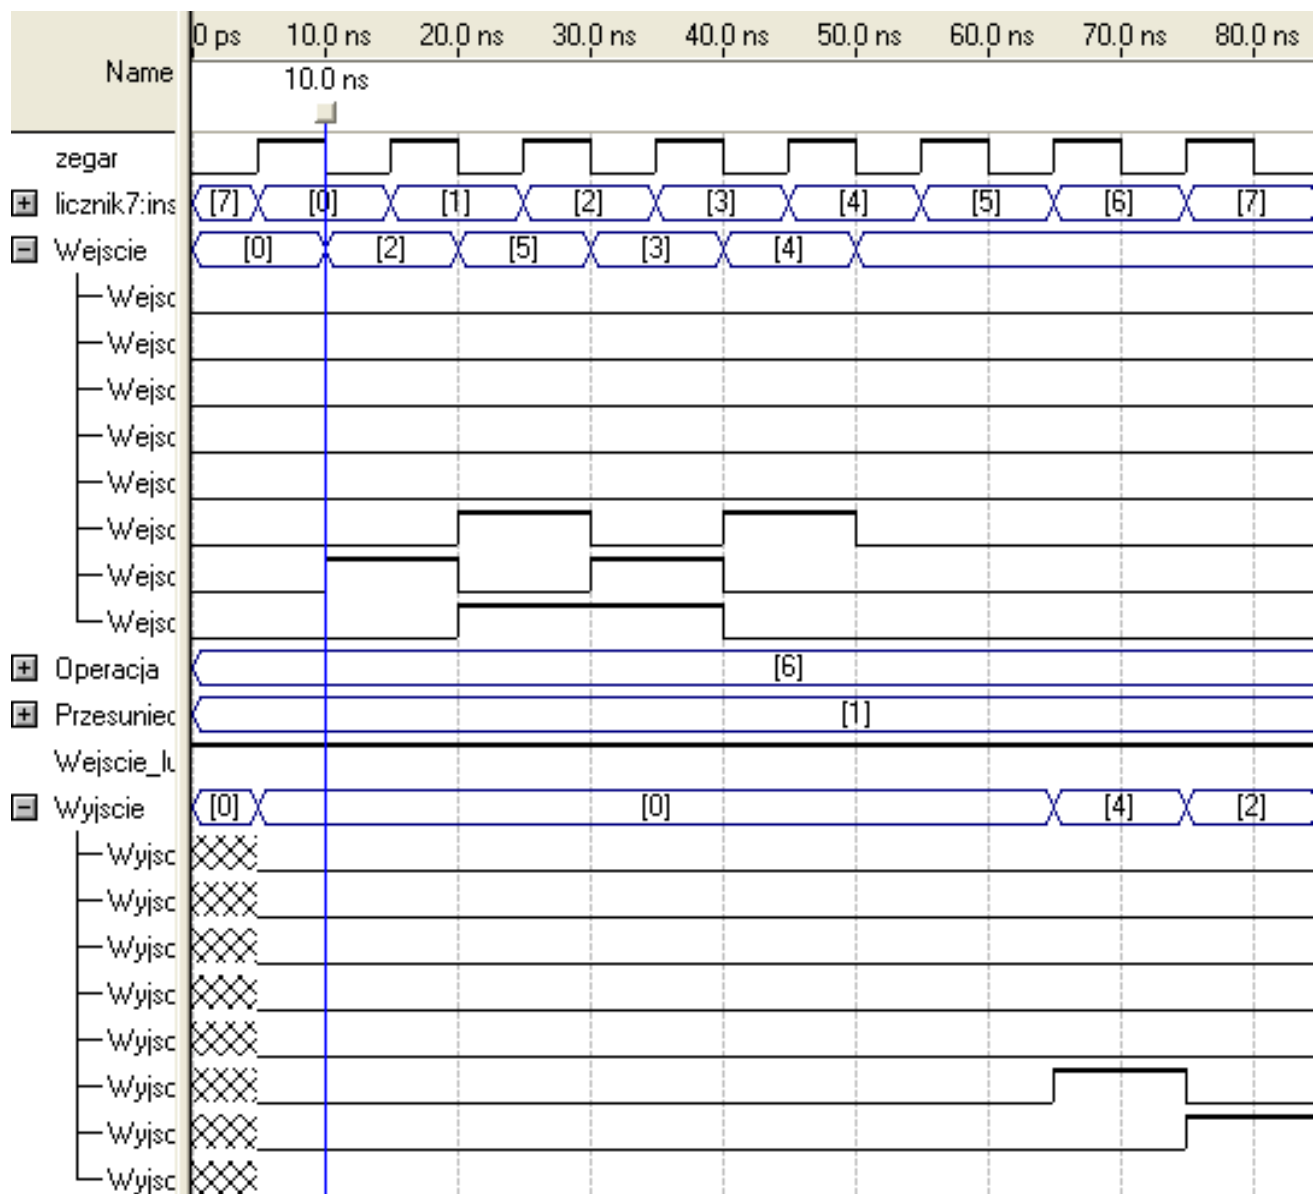 0 ps 10.0 ns 20.0 ns 30.0 ns 40.0 ns 50.0 ns 60.0 ns 70.0 ns 80.0 ns
Name
10.0 ns
zegar
licznik7:ins [7] [0] [1] [2] [3] [4] [5] [6] [7]
Wejscie [0] [2] [5] [3] [4]
Wejsc
Wejsc
Wejsc
Wejsc
Wejsc
Wejsc
Wejsc
Wejsc
Operacja [6]
Przesuniec [1]
Wejscie_lu
Wyjscie [0] [0] [4] [2]
Wyjsc
Wyjsc
Wyjsc
Wyjsc
Wyjsc
Wyjsc
Wyjsc
Wyjsc